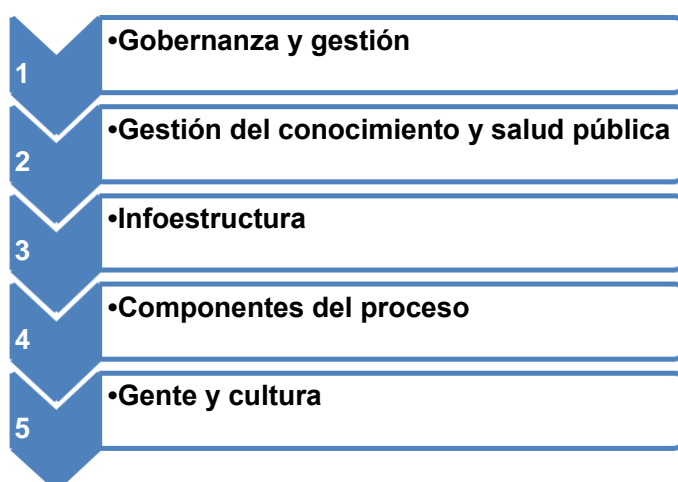 •Gobernanza y gestión
1
•Gestión del conocimiento y salud pública
2
•Infoestructura
3
•Componentes del proceso
4
•Gente y cultura
5